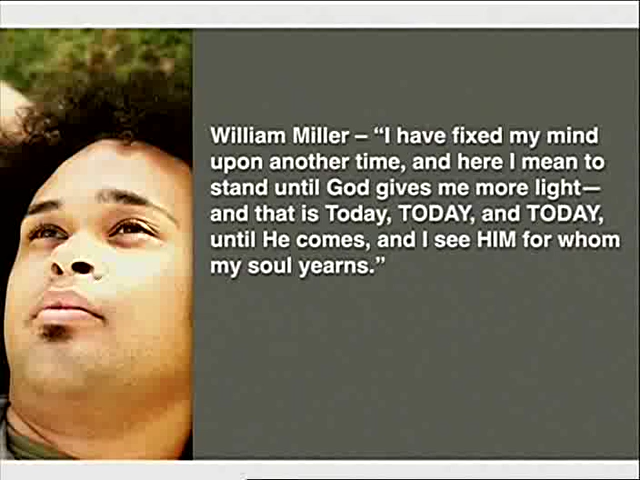 William Miller – “I have fixed my mind
upon another time, and here I mean to
stand until God gives me more light—
and that is Today, TODAY, and TODAY,
until He comes, and I see HIM for whom
my soul yearns.”